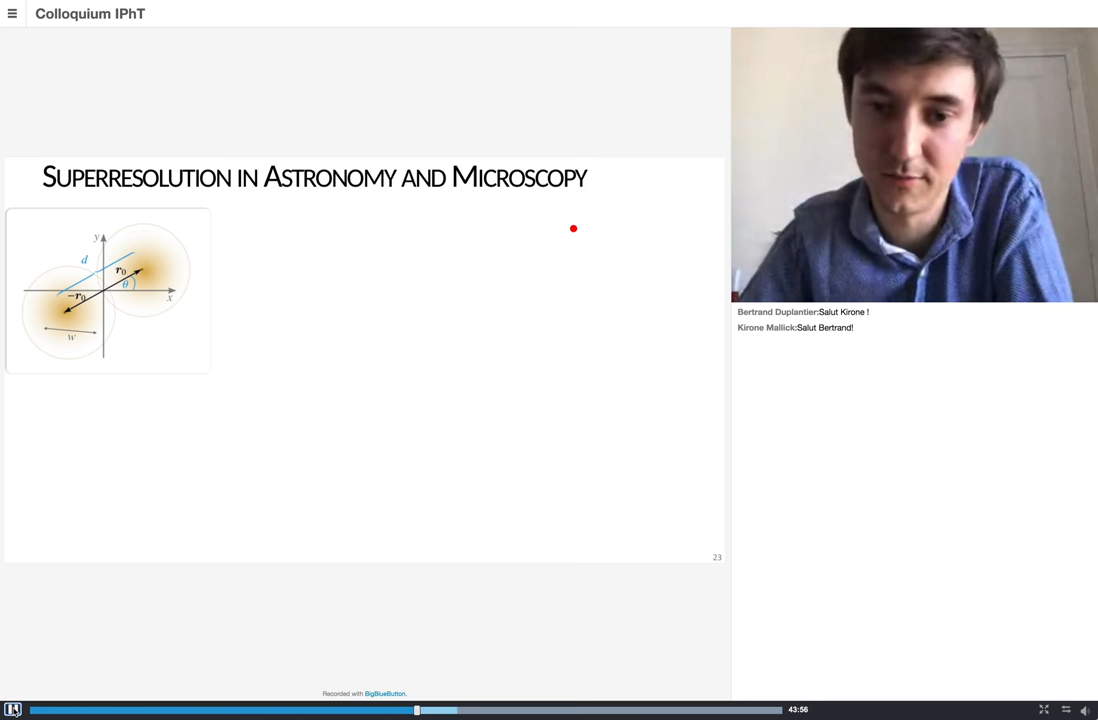 Colloquium IPhT
SUPERRESOLUTION IN ASTRONOMY AND MICROSCOPY
y
d
r₀
θ
x
−r₀
w
23
Bertrand Duplantier:Salut Kirone !
Kirone Mallick:Salut Bertrand!
Recorded with BigBlueButton.
43:56